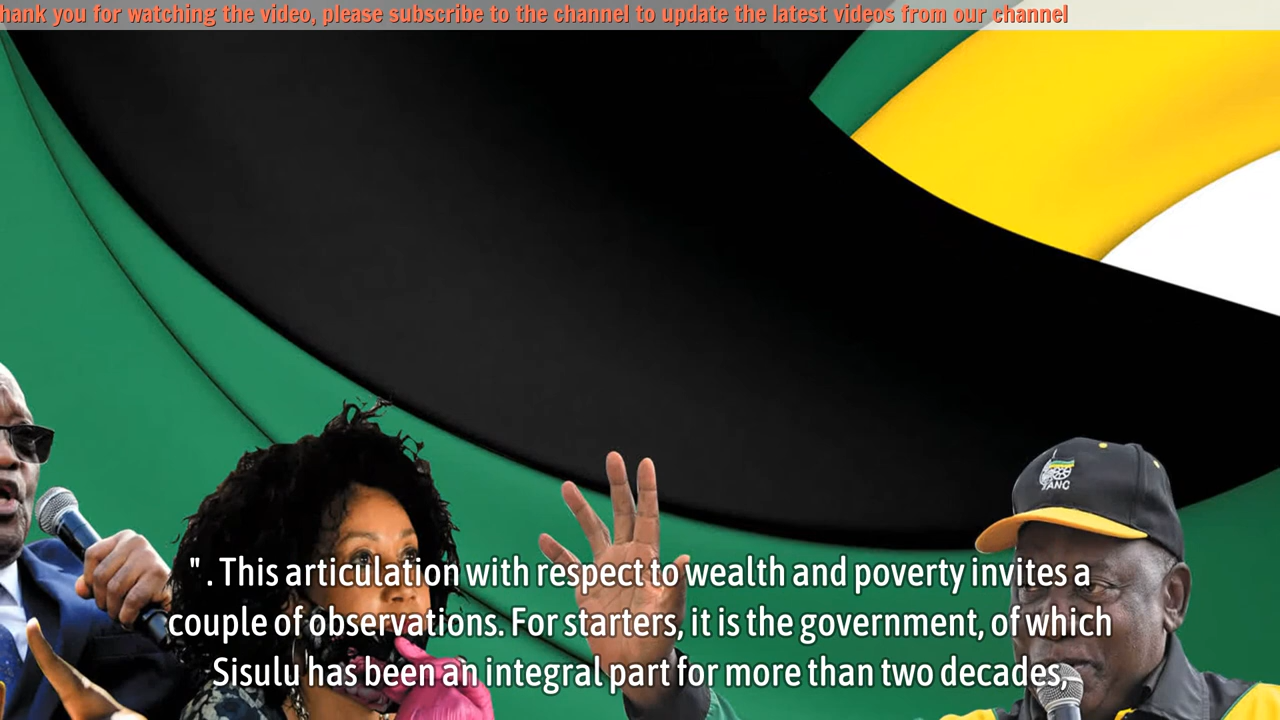 hank you for watching the video, please subscribe to the channel to update the latest videos from our channel
ANC
" . This articulation with respect to wealth and poverty invites a
couple of observations. For starters, it is the government, of which
Sisulu has been an integral part for more than two decades,